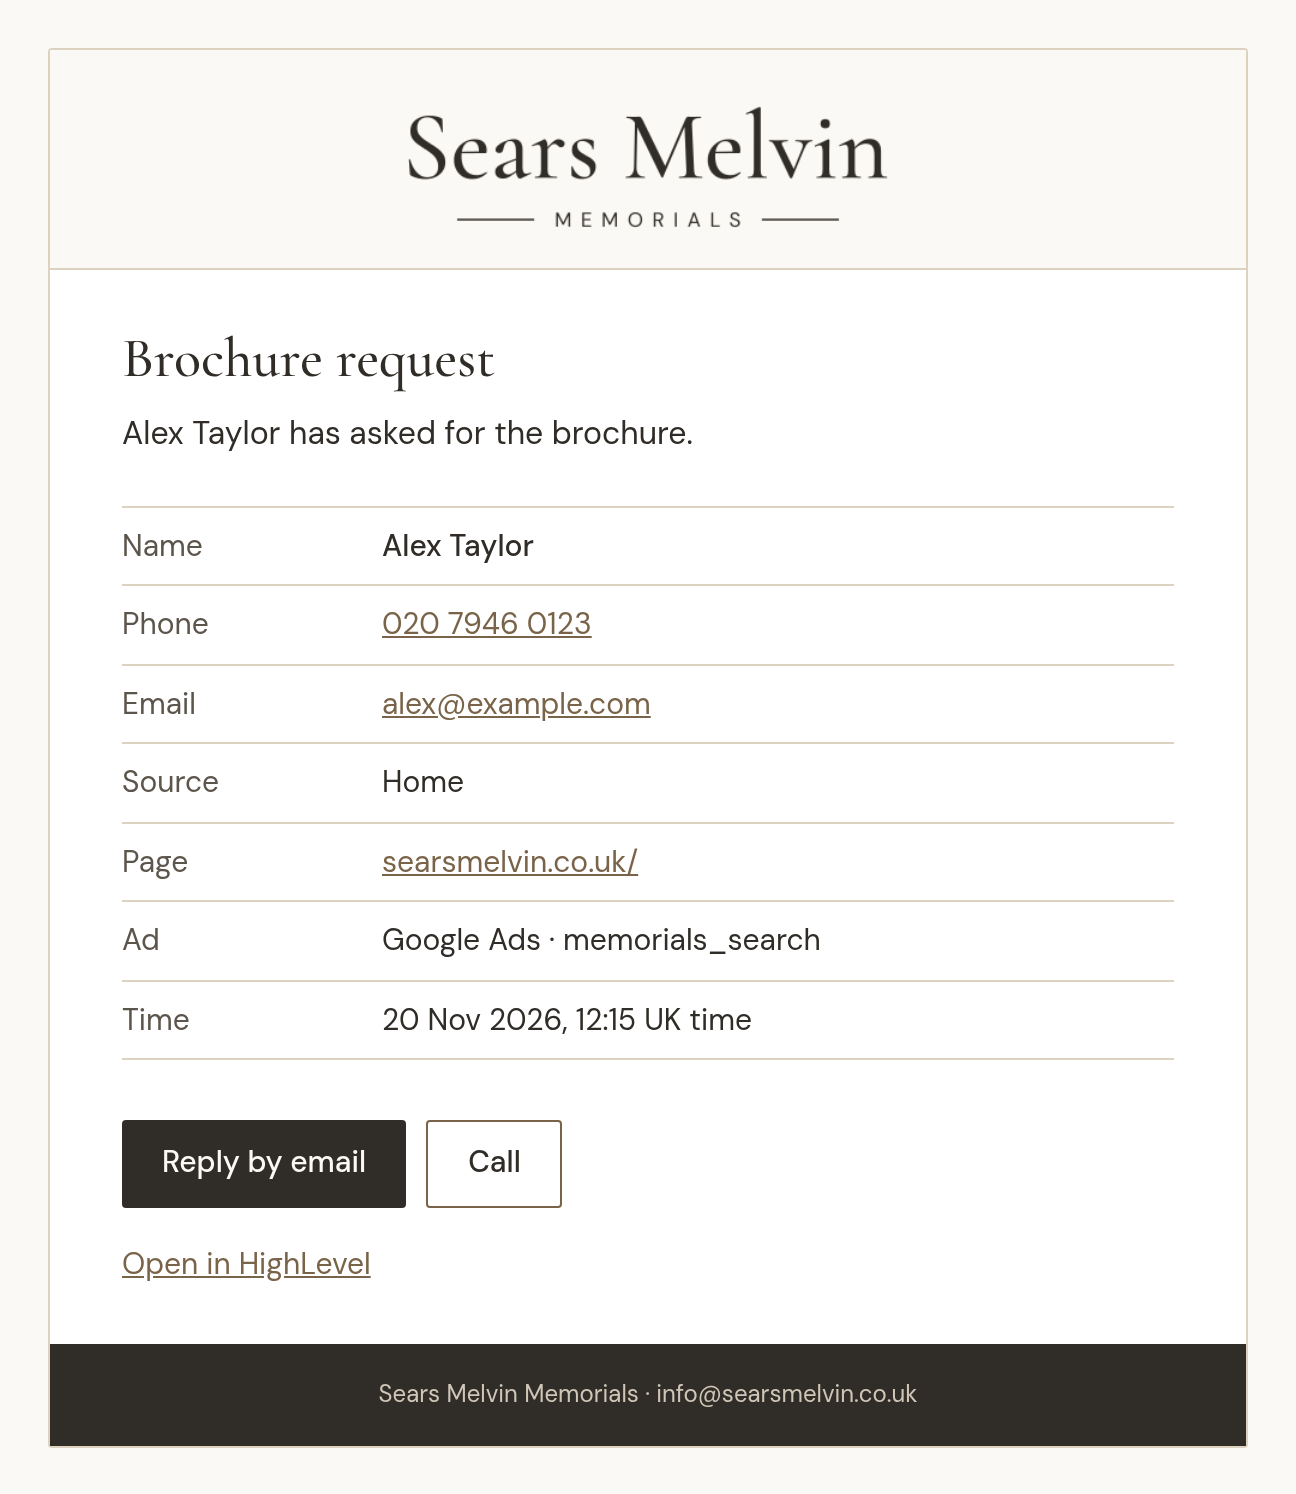 Sears Melvin
MEMORIALS
Brochure request
Alex Taylor has asked for the brochure.
Name Alex Taylor
Phone 020 7946 0123
Email alex@example.com
Source Home
Page searsmelvin.co.uk/
Ad Google Ads · memorials_search
Time 20 Nov 2026, 12:15 UK time
Reply by email Call
Open in HighLevel
Sears Melvin Memorials · info@searsmelvin.co.uk